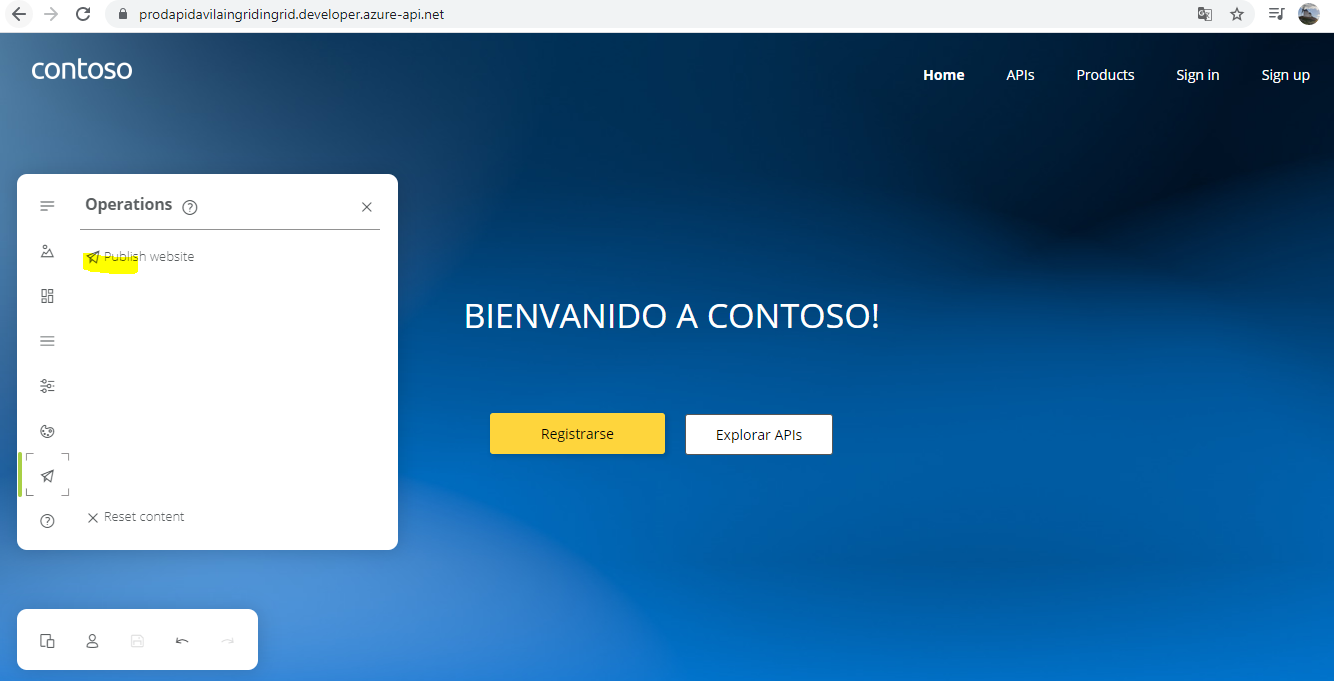 prodapidavilaingridingrid.developer.azure-api.net
contoso
Home APIs Products Sign in Sign up
Operations ?
Publish website
BIENVANIDO A CONTOSO!
Registrarse Explorar APIs
Reset content